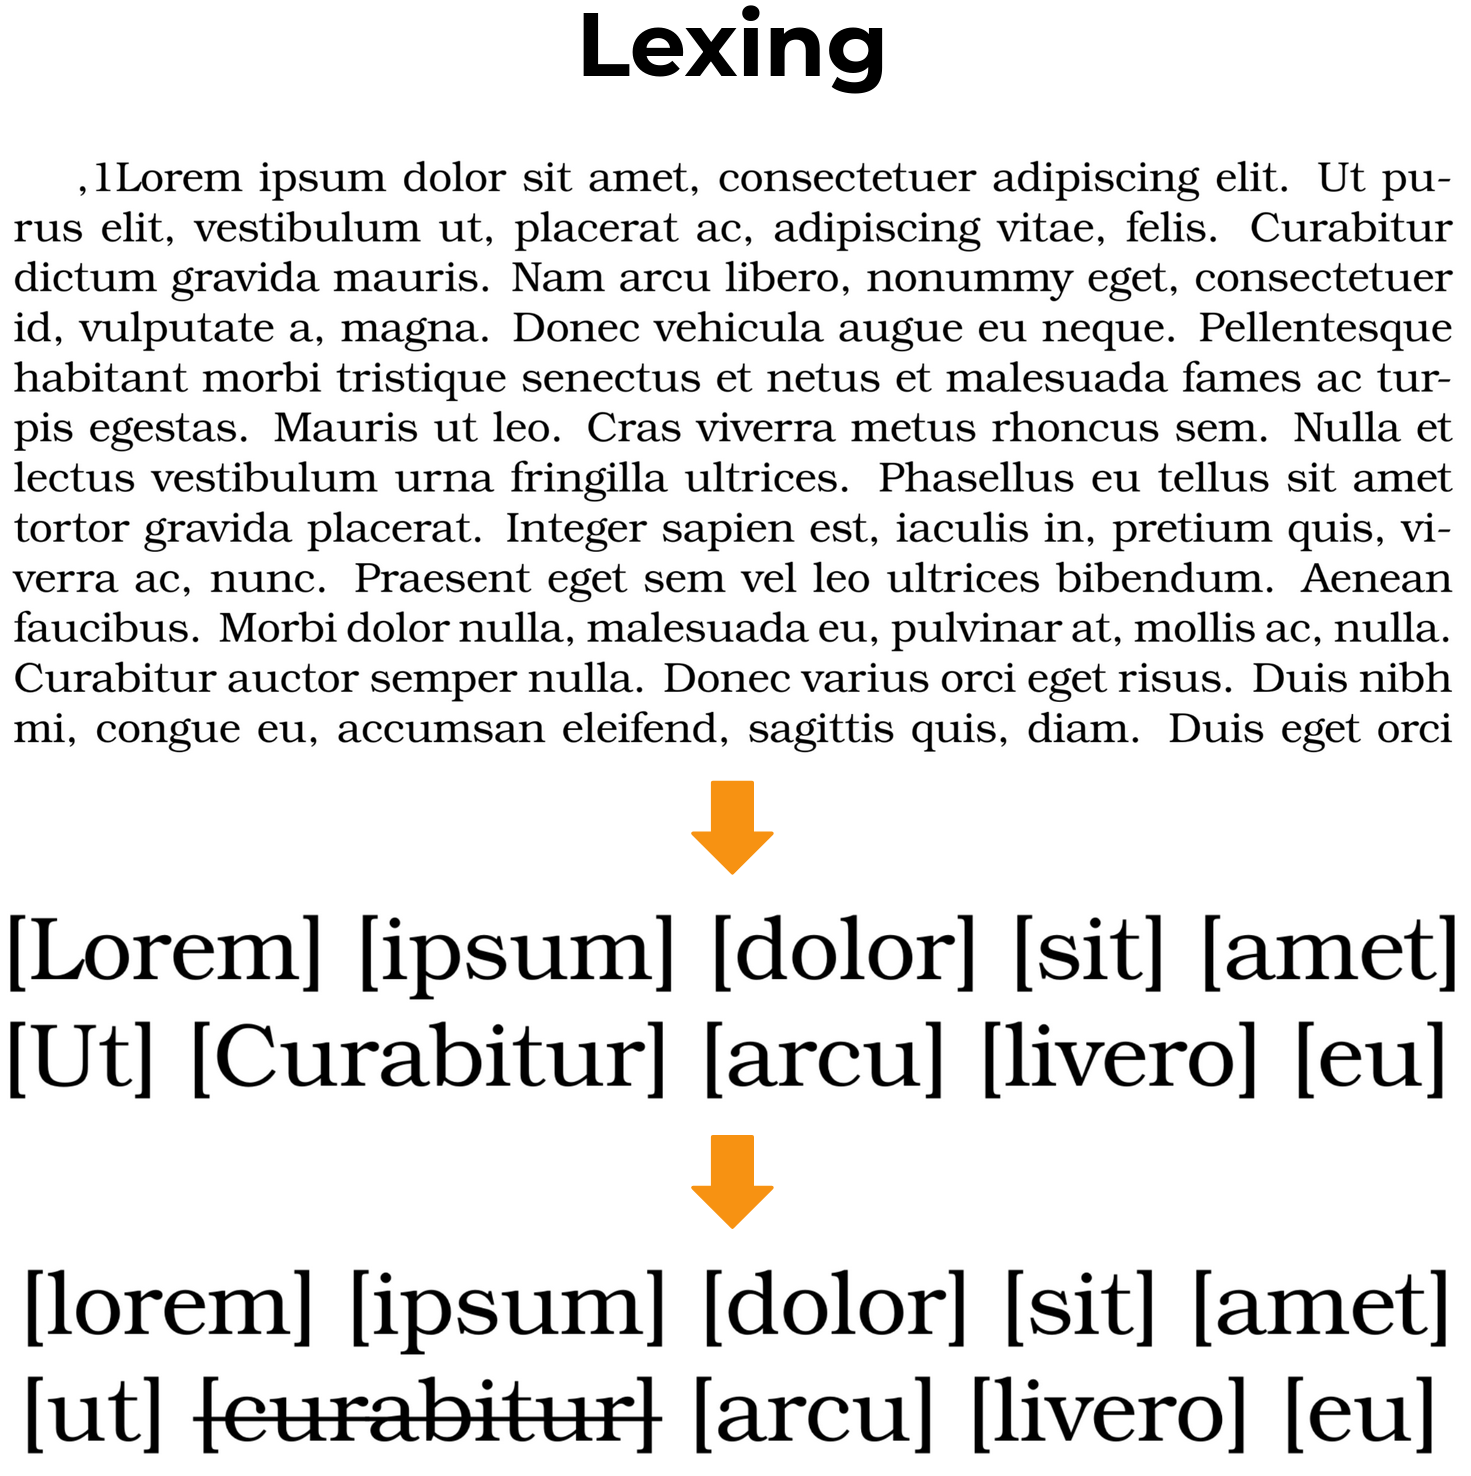 Lexing
,1Lorem ipsum dolor sit amet, consectetuer adipiscing elit. Ut pu-
rus elit, vestibulum ut, placerat ac, adipiscing vitae, felis. Curabitur
dictum gravida mauris. Nam arcu libero, nonummy eget, consectetuer
id, vulputate a, magna. Donec vehicula augue eu neque. Pellentesque
habitant morbi tristique senectus et netus et malesuada fames ac tur-
pis egestas. Mauris ut leo. Cras viverra metus rhoncus sem. Nulla et
lectus vestibulum urna fringilla ultrices. Phasellus eu tellus sit amet
tortor gravida placerat. Integer sapien est, iaculis in, pretium quis, vi-
verra ac, nunc. Praesent eget sem vel leo ultrices bibendum. Aenean
faucibus. Morbi dolor nulla, malesuada eu, pulvinar at, mollis ac, nulla.
Curabitur auctor semper nulla. Donec varius orci eget risus. Duis nibh
mi, congue eu, accumsan eleifend, sagittis quis, diam. Duis eget orci
[Lorem] [ipsum] [dolor] [sit] [amet]
[Ut] [Curabitur] [arcu] [livero] [eu]
[lorem] [ipsum] [dolor] [sit] [amet]
[ut] [curabitur] [arcu] [livero] [eu]